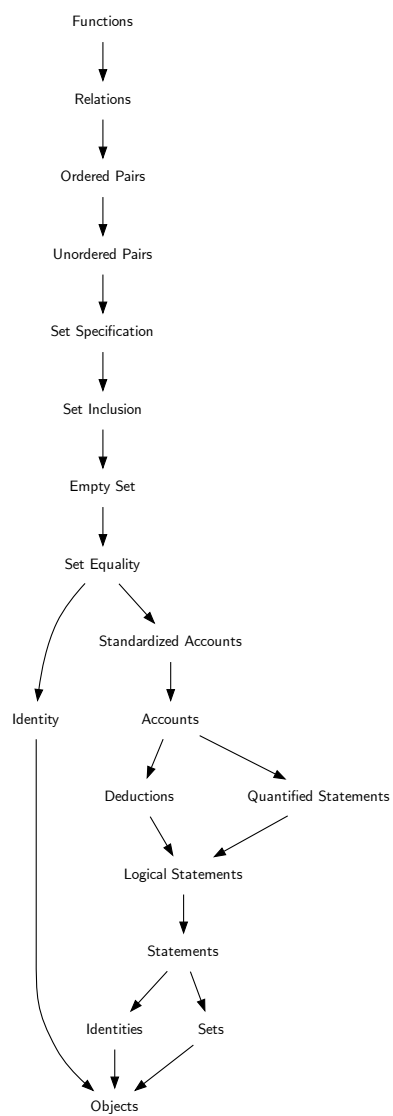 Functions
Relations
Ordered Pairs
Unordered Pairs
Set Specification
Set Inclusion
Empty Set
Set Equality
Standardized Accounts
Identity
Accounts
Deductions
Quantified Statements
Logical Statements
Statements
Identities
Sets
Objects